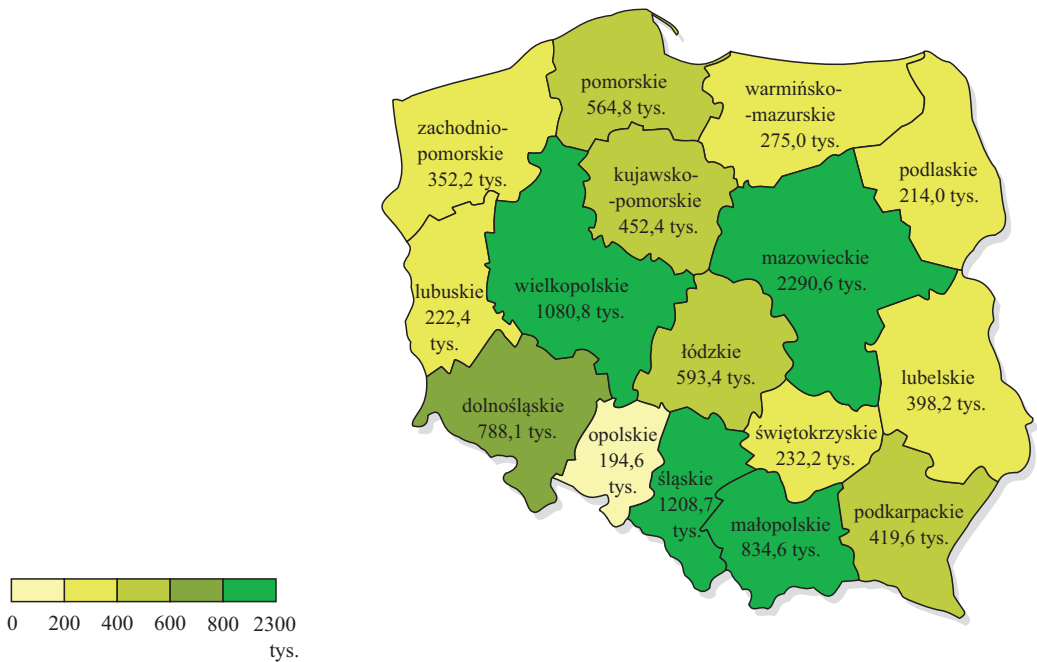 pomorskie
564,8 tys.
warmińsko-
-mazurskie
275,0 tys.
zachodnio-
pomorskie
352,2 tys.
kujawsko-
-pomorskie
452,4 tys.
podlaskie
214,0 tys.
mazowieckie
2290,6 tys.
wielkopolskie
1080,8 tys.
lubuskie
222,4
tys.
łódzkie
593,4 tys.
lubelskie
398,2 tys.
dolnośląskie
788,1 tys.
opolskie
194,6
tys.
świętokrzyskie
232,2 tys.
śląskie
1208,7
tys.
małopolskie
834,6 tys.
podkarpackie
419,6 tys.
0 200 400 600 800 2300
tys.